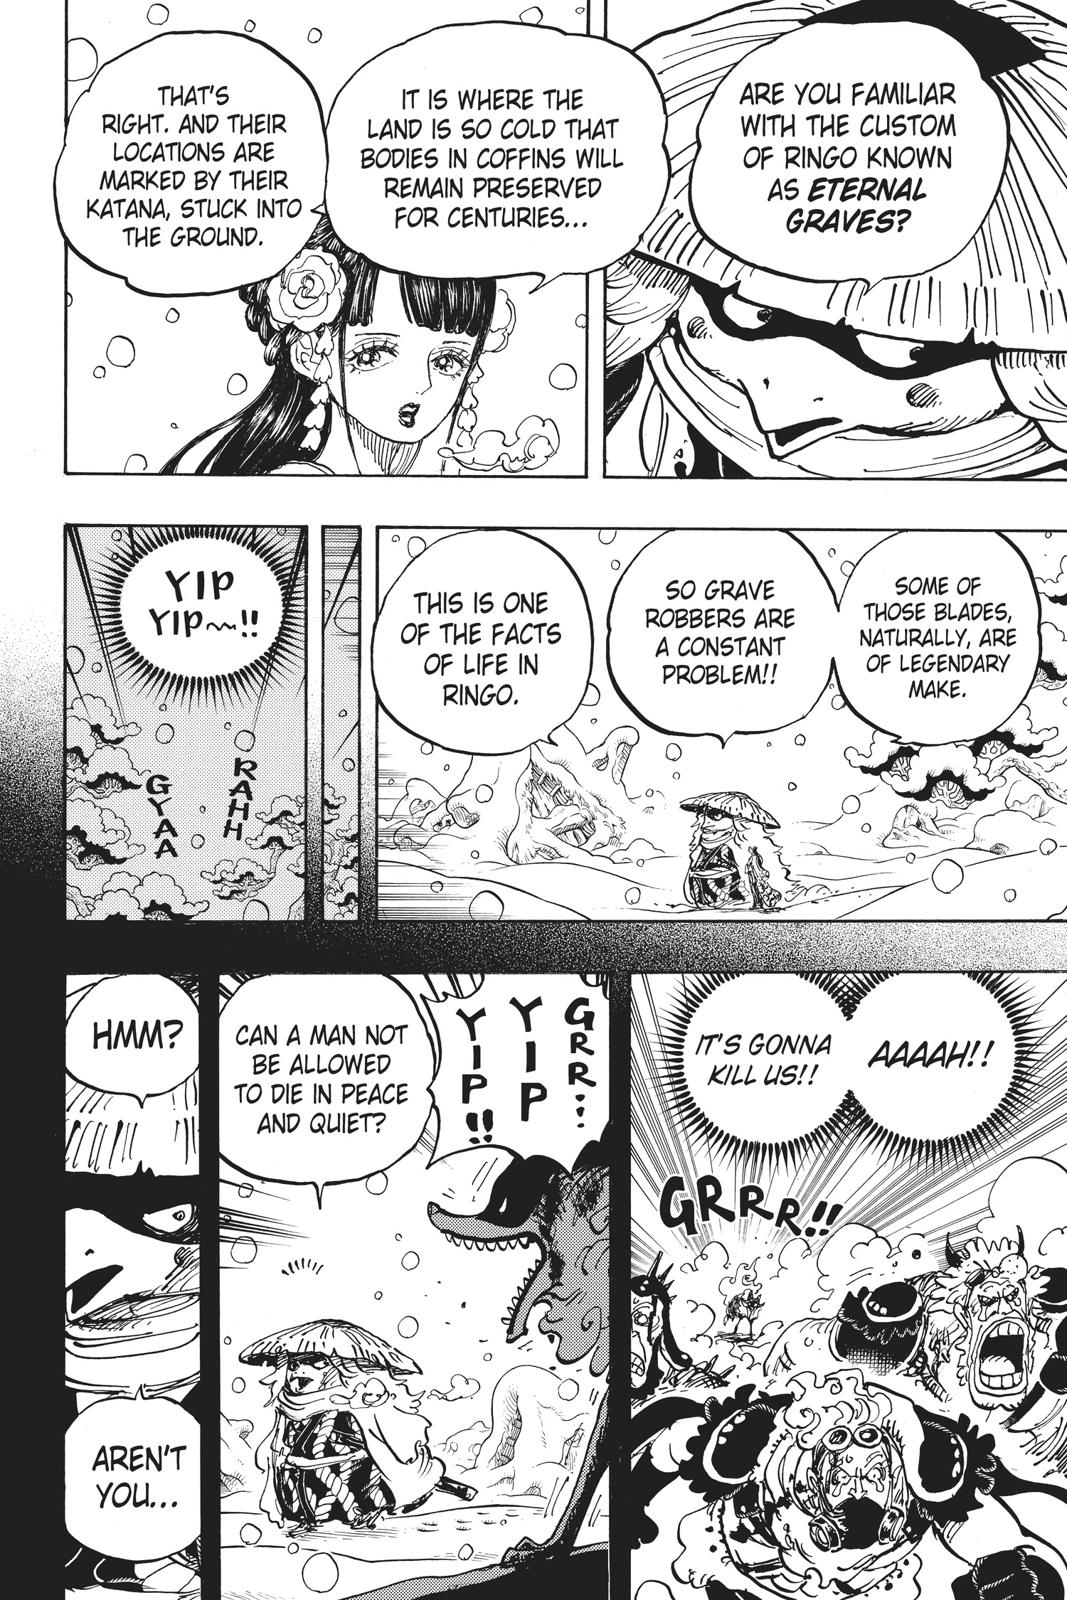 ARE YOU FAMILIAR
WITH THE CUSTOM
OF RINGO KNOWN
AS ETERNAL
GRAVES?
IT IS WHERE THE
LAND IS SO COLD THAT
BODIES IN COFFINS WILL
REMAIN PRESERVED
FOR CENTURIES...
THAT'S
RIGHT. AND THEIR
LOCATIONS ARE
MARKED BY THEIR
KATANA, STUCK INTO
THE GROUND.
SOME OF
THOSE BLADES,
NATURALLY, ARE
OF LEGENDARY
MAKE.
SO GRAVE
ROBBERS ARE
A CONSTANT
PROBLEM!!
THIS IS ONE
OF THE FACTS
OF LIFE IN
RINGO.
YIP
YIP~!!
RAHH
GYAA
AAAAH!!
IT'S GONNA
KILL US!!
GRRR!!
GRR...
YIP
YIP!!
CAN A MAN NOT
BE ALLOWED
TO DIE IN PEACE
AND QUIET?
HMM?
AREN'T
YOU...